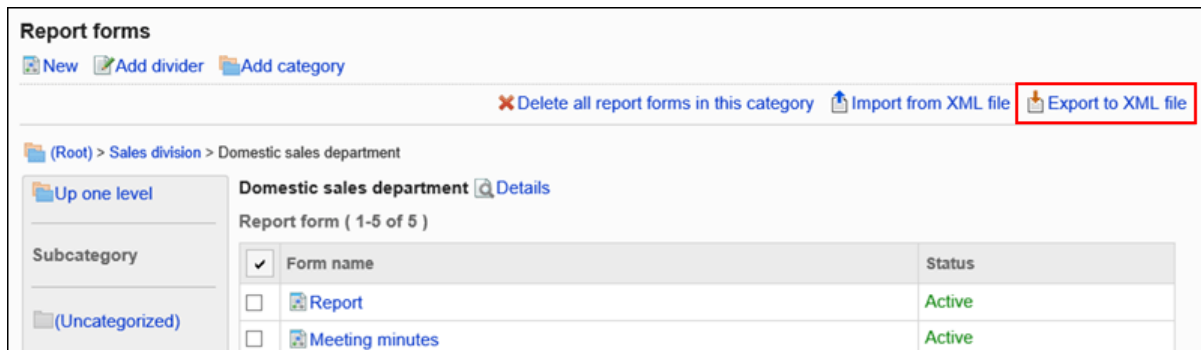 Report forms
New Add divider Add category
Delete all report forms in this category Import from XML file Export to XML file
(Root) > Sales division > Domestic sales department
Up one level
Subcategory
(Uncategorized)
Domestic sales department Details
Report form ( 1-5 of 5 )
Form name Status
Report Active
Meeting minutes Active